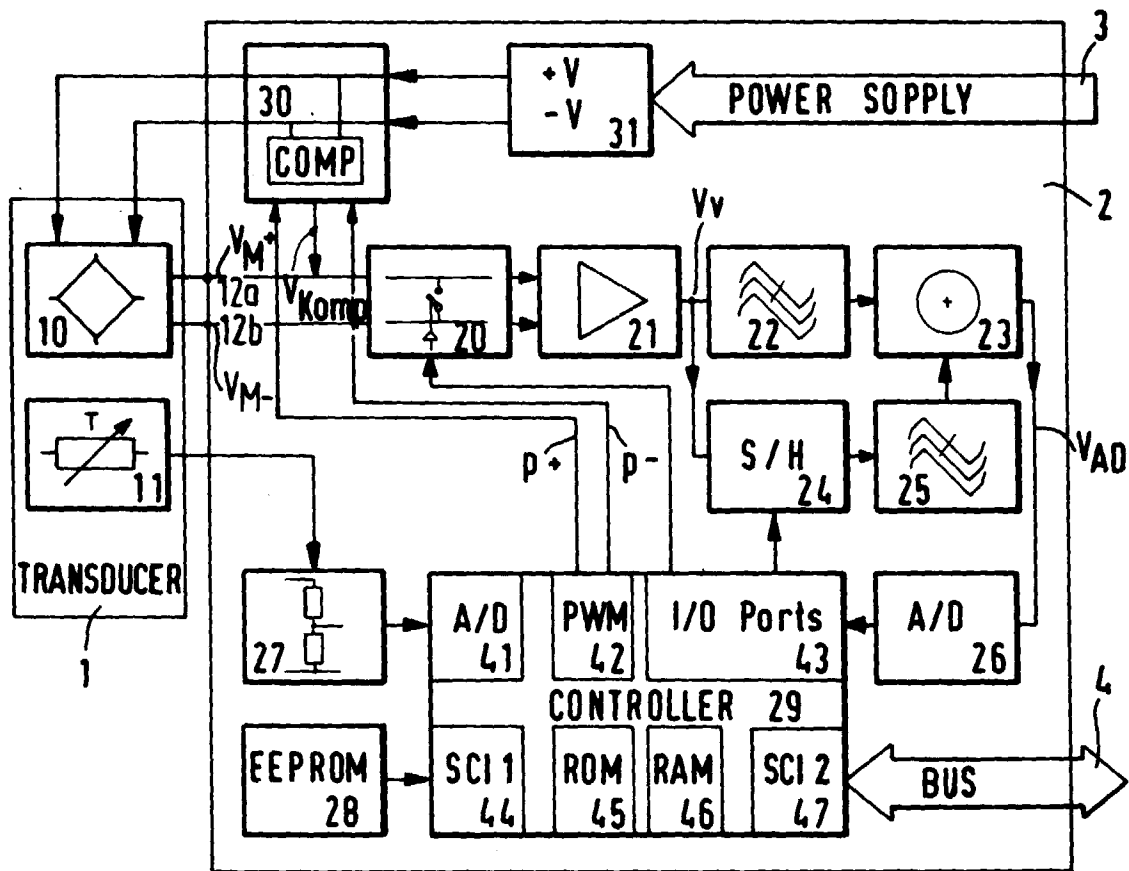 3
+V
-V
31
POWER SOPPLY
30
COMP
2
Vv
VM+
12a
VKomp
12b
VM-
10
20
21
22
+
23
T
11
p+
p-
S/H
24
25
VAD
TRANSDUCER
1
27
A/D
41
PWM
42
I/O Ports
43
A/D
26
CONTROLLER 29
4
EEPROM
28
SCI 1
44
ROM
45
RAM
46
SCI 2
47
BUS